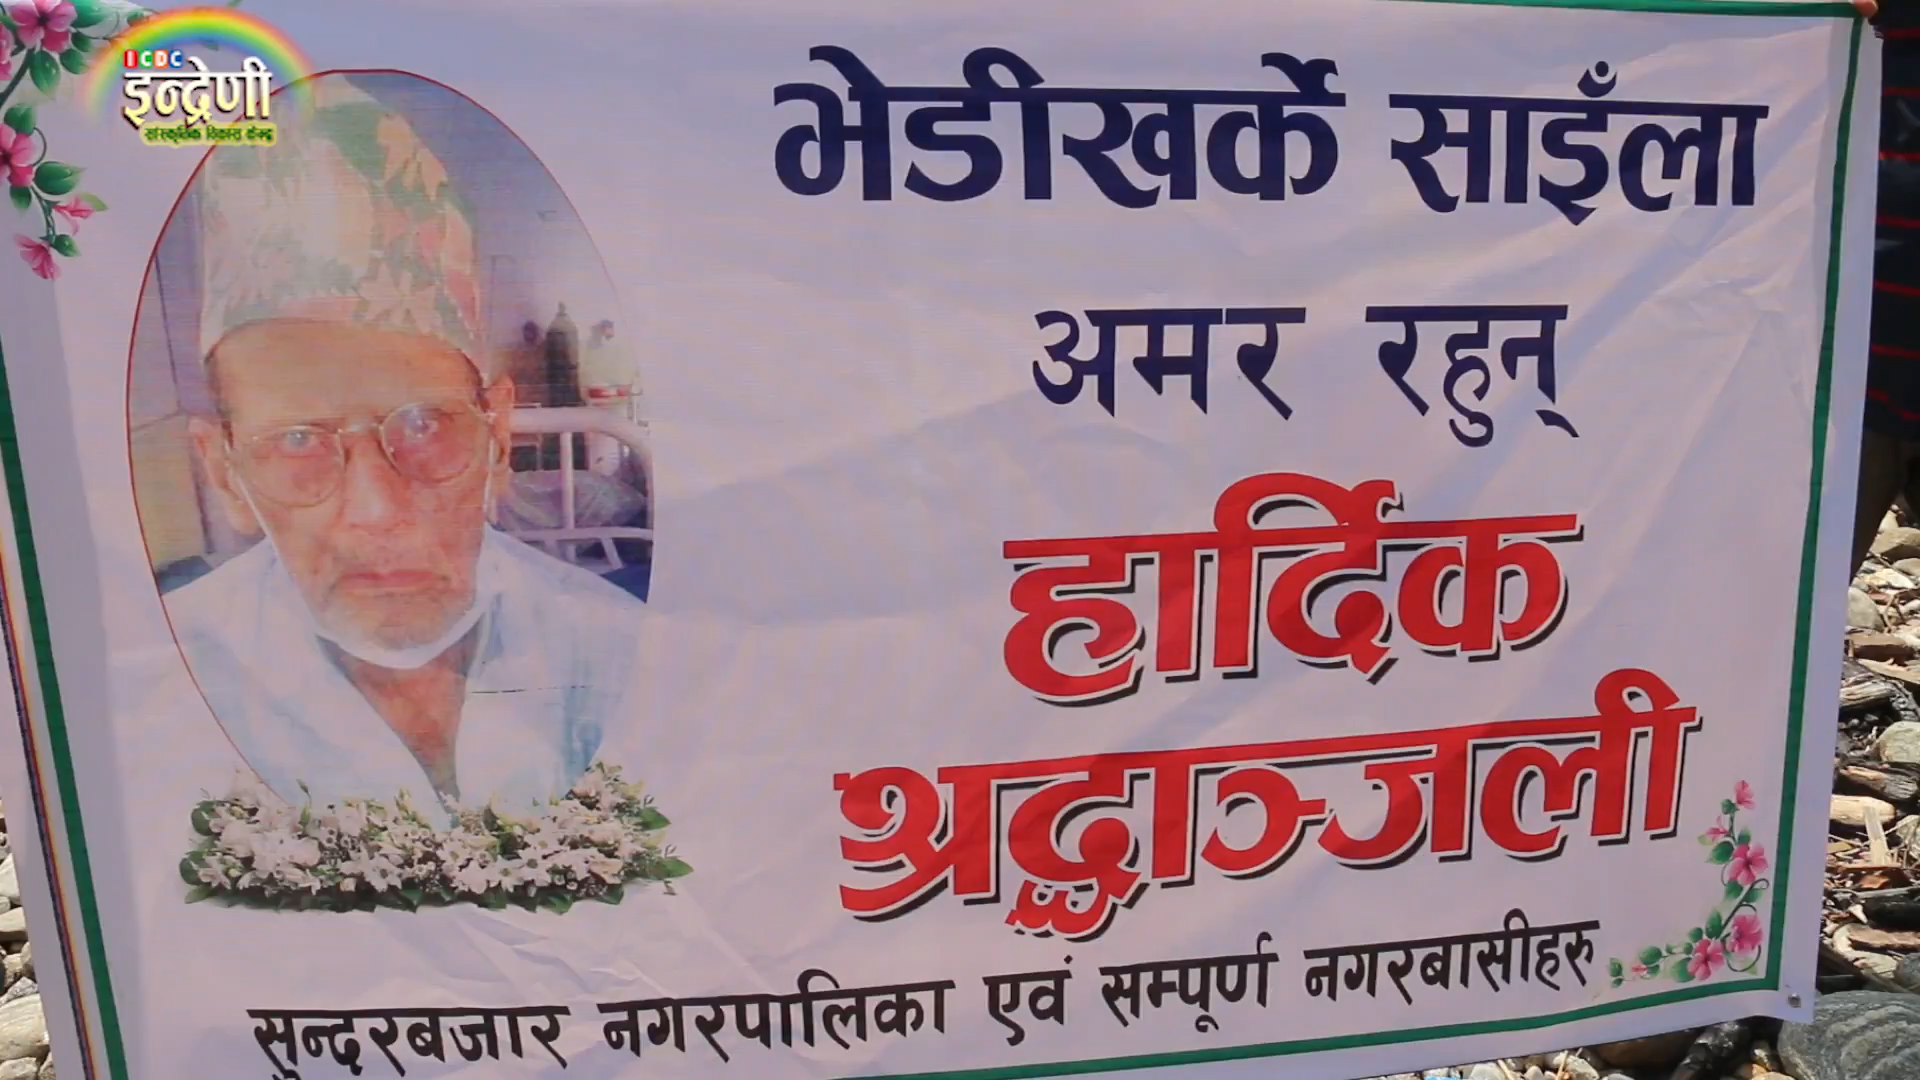 ICDC
इन्द्रेणी
सांस्कृतिक विकास केन्द्र
भेडीखर्के साइँला
अमर रहुन्
हार्दिक
श्रद्धाञ्जली
सुन्दरबजार नगरपालिका एवं सम्पूर्ण नगरबासीहरु